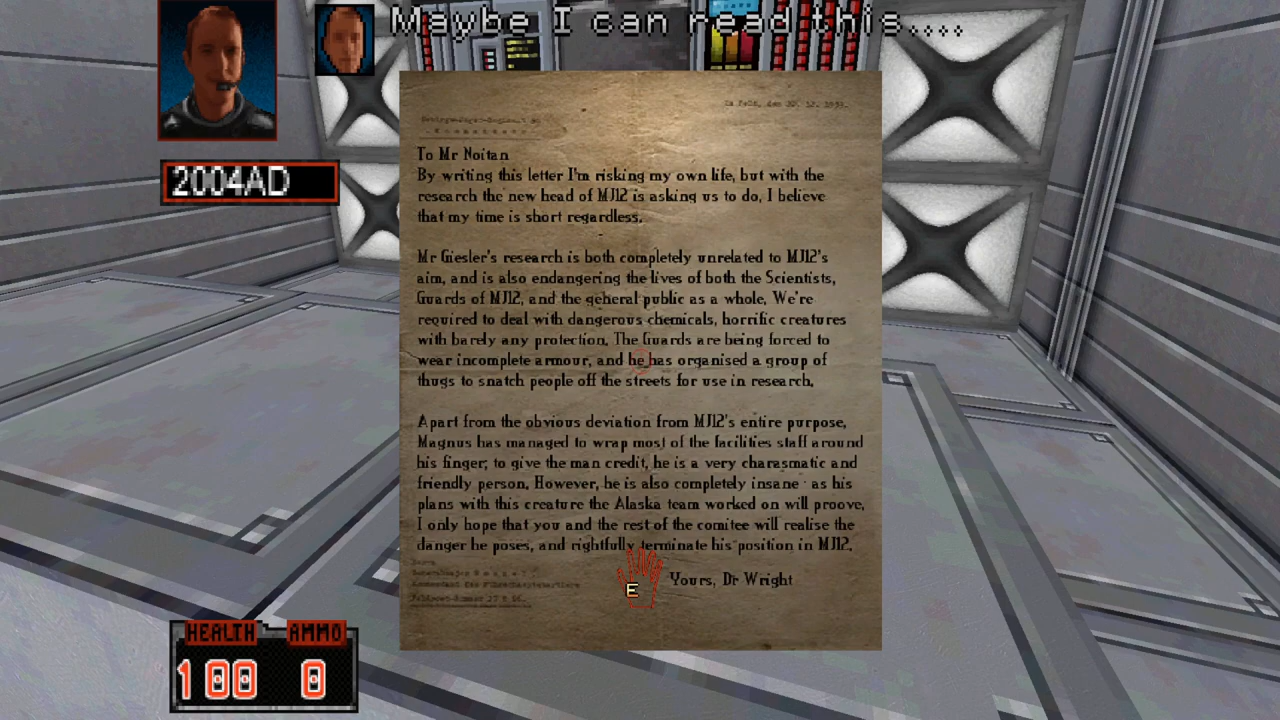 Maybe I can read this....
2004AD
To Mr Noitan
By writing this letter I'm risking my own life, but with the
research the new head of MJ12 is asking us to do, I believe
that my time is short regardless.
Mr Giesler's research is both completely unrelated to MJ12's
aim, and is also endangering the lives of both the Scientists,
Guards of MJ12, and the general public as a whole. We're
required to deal with dangerous chemicals, horrific creatures
with barely any protection. The Guards are being forced to
wear incomplete armour, and he has organised a group of
thugs to snatch people off the streets for use in research.
Apart from the obvious deviation from MJ12's entire purpose,
Magnus has managed to wrap most of the facilities staff around
his finger; to give the man credit, he is a very charasmatic and
friendly person. However, he is also completely insane - as his
plans with this creature the Alaska team worked on will proove.
I only hope that you and the rest of the comitee will realise the
danger he poses, and rightfully terminate his position in MJ12.
Yours, Dr Wright
E
HEALTH AMMO
100 0